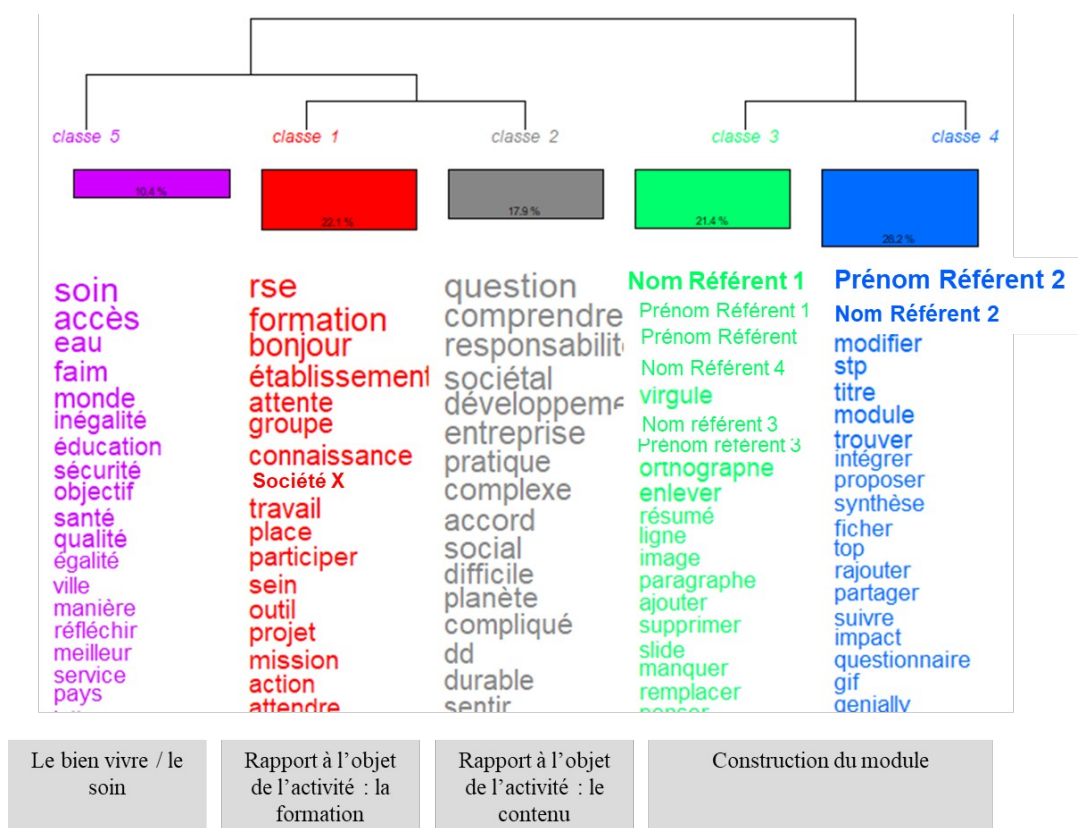 classe 5
classe 1
classe 2
classe 3
classe 4
10.4 %
22.1 %
17.9 %
21.4 %
28.2 %
soin
accès
eau
faim
monde
inégalité
éducation
sécurité
objectif
santé
qualité
égalité
ville
manière
réfléchir
meilleur
service
pays
rse
formation
bonjour
établissement
attente
groupe
connaissance
Société X
travail
place
participer
sein
outil
projet
mission
action
attendre
question
comprendre
responsabilit
sociétal
développeme
entreprise
pratique
complexe
accord
social
difficile
planète
compliqué
dd
durable
sentir
Nom Référent 1
Prénom Référent 1
Prénom Référent
Nom Référent 4
virgule
Nom référent 3
Prénom référent 3
orthographe
enlever
résumé
ligne
image
paragraphe
ajouter
supprimer
slide
manquer
remplacer
penser
Prénom Référent 2
Nom Référent 2
modifier
stp
titre
module
trouver
intégrer
proposer
synthèse
ficher
top
rajouter
partager
suivre
impact
questionnaire
gif
genially
Le bien vivre / le
soin
Rapport à l'objet
de l'activité : la
formation
Rapport à l'objet
de l'activité : le
contenu
Construction du module